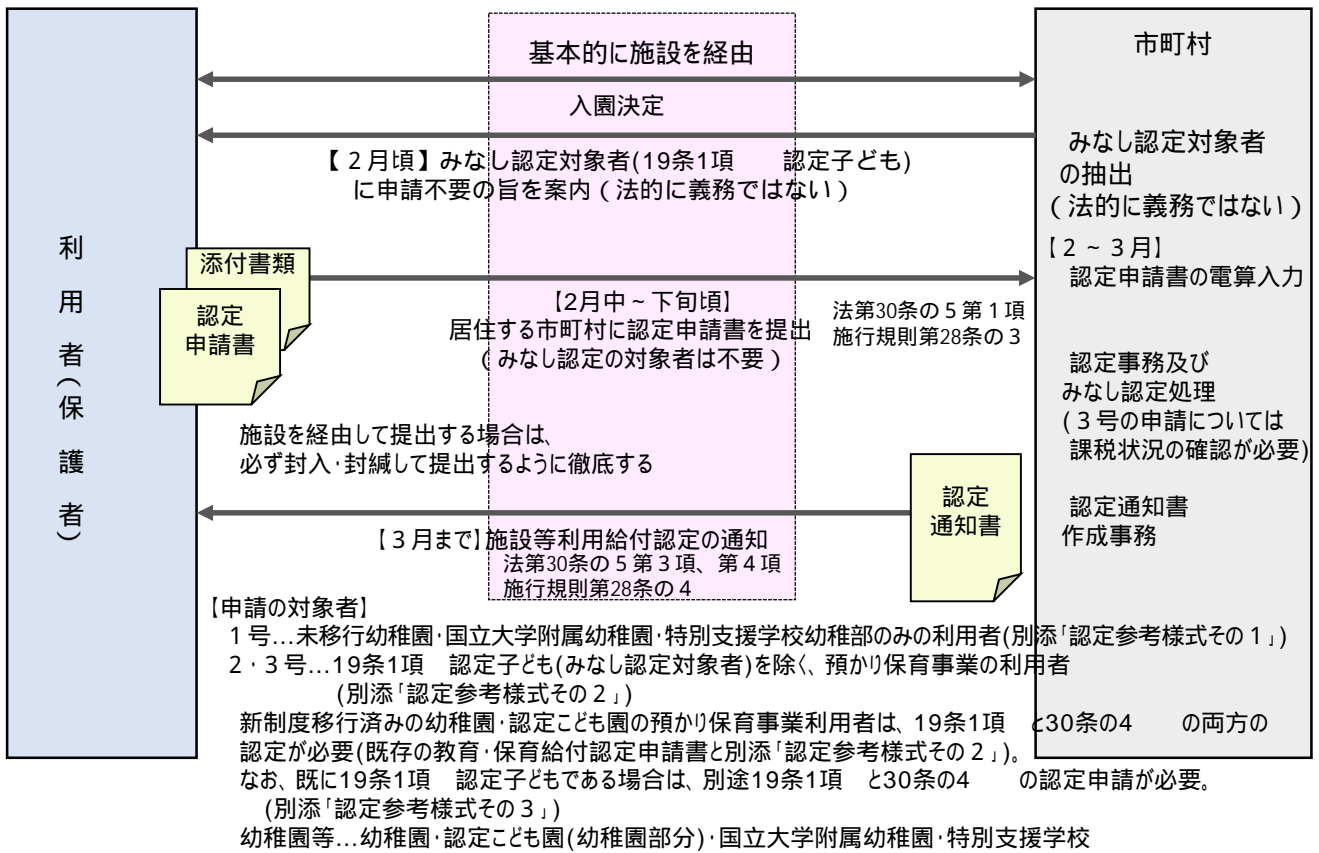 基本的に施設を経由
市町村
入園決定
【２月頃】みなし認定対象者(19条1項　　認定子ども)
に申請不要の旨を案内（法的に義務ではない）
みなし認定対象者
の抽出
（法的に義務ではない）
利用者（保護者）
添付書類
認定
申請書
【2月中～下旬頃】
居住する市町村に認定申請書を提出
（みなし認定の対象者は不要）
法第30条の５第１項
施行規則第28条の３
【２～３月】
認定申請書の電算入力
認定事務及び
みなし認定処理
(３号の申請については
課税状況の確認が必要)
施設を経由して提出する場合は、
必ず封入・封緘して提出するように徹底する
認定
通知書
認定通知書
作成事務
【３月まで】施設等利用給付認定の通知
法第30条の５第３項、第４項
施行規則第28条の４
【申請の対象者】
１号…未移行幼稚園・国立大学附属幼稚園・特別支援学校幼稚部のみの利用者(別添「認定参考様式その１」)
２・３号…19条1項　認定子ども(みなし認定対象者)を除く、預かり保育事業の利用者
(別添「認定参考様式その２」)
新制度移行済みの幼稚園・認定こども園の預かり保育事業利用者は、19条1項　と30条の4　　の両方の
認定が必要(既存の教育・保育給付認定申請書と別添「認定参考様式その２」)。
なお、既に19条1項　認定子どもである場合は、別途19条1項　と30条の4　　の認定申請が必要。
(別添「認定参考様式その３」)
幼稚園等…幼稚園・認定こども園(幼稚園部分)・国立大学附属幼稚園・特別支援学校